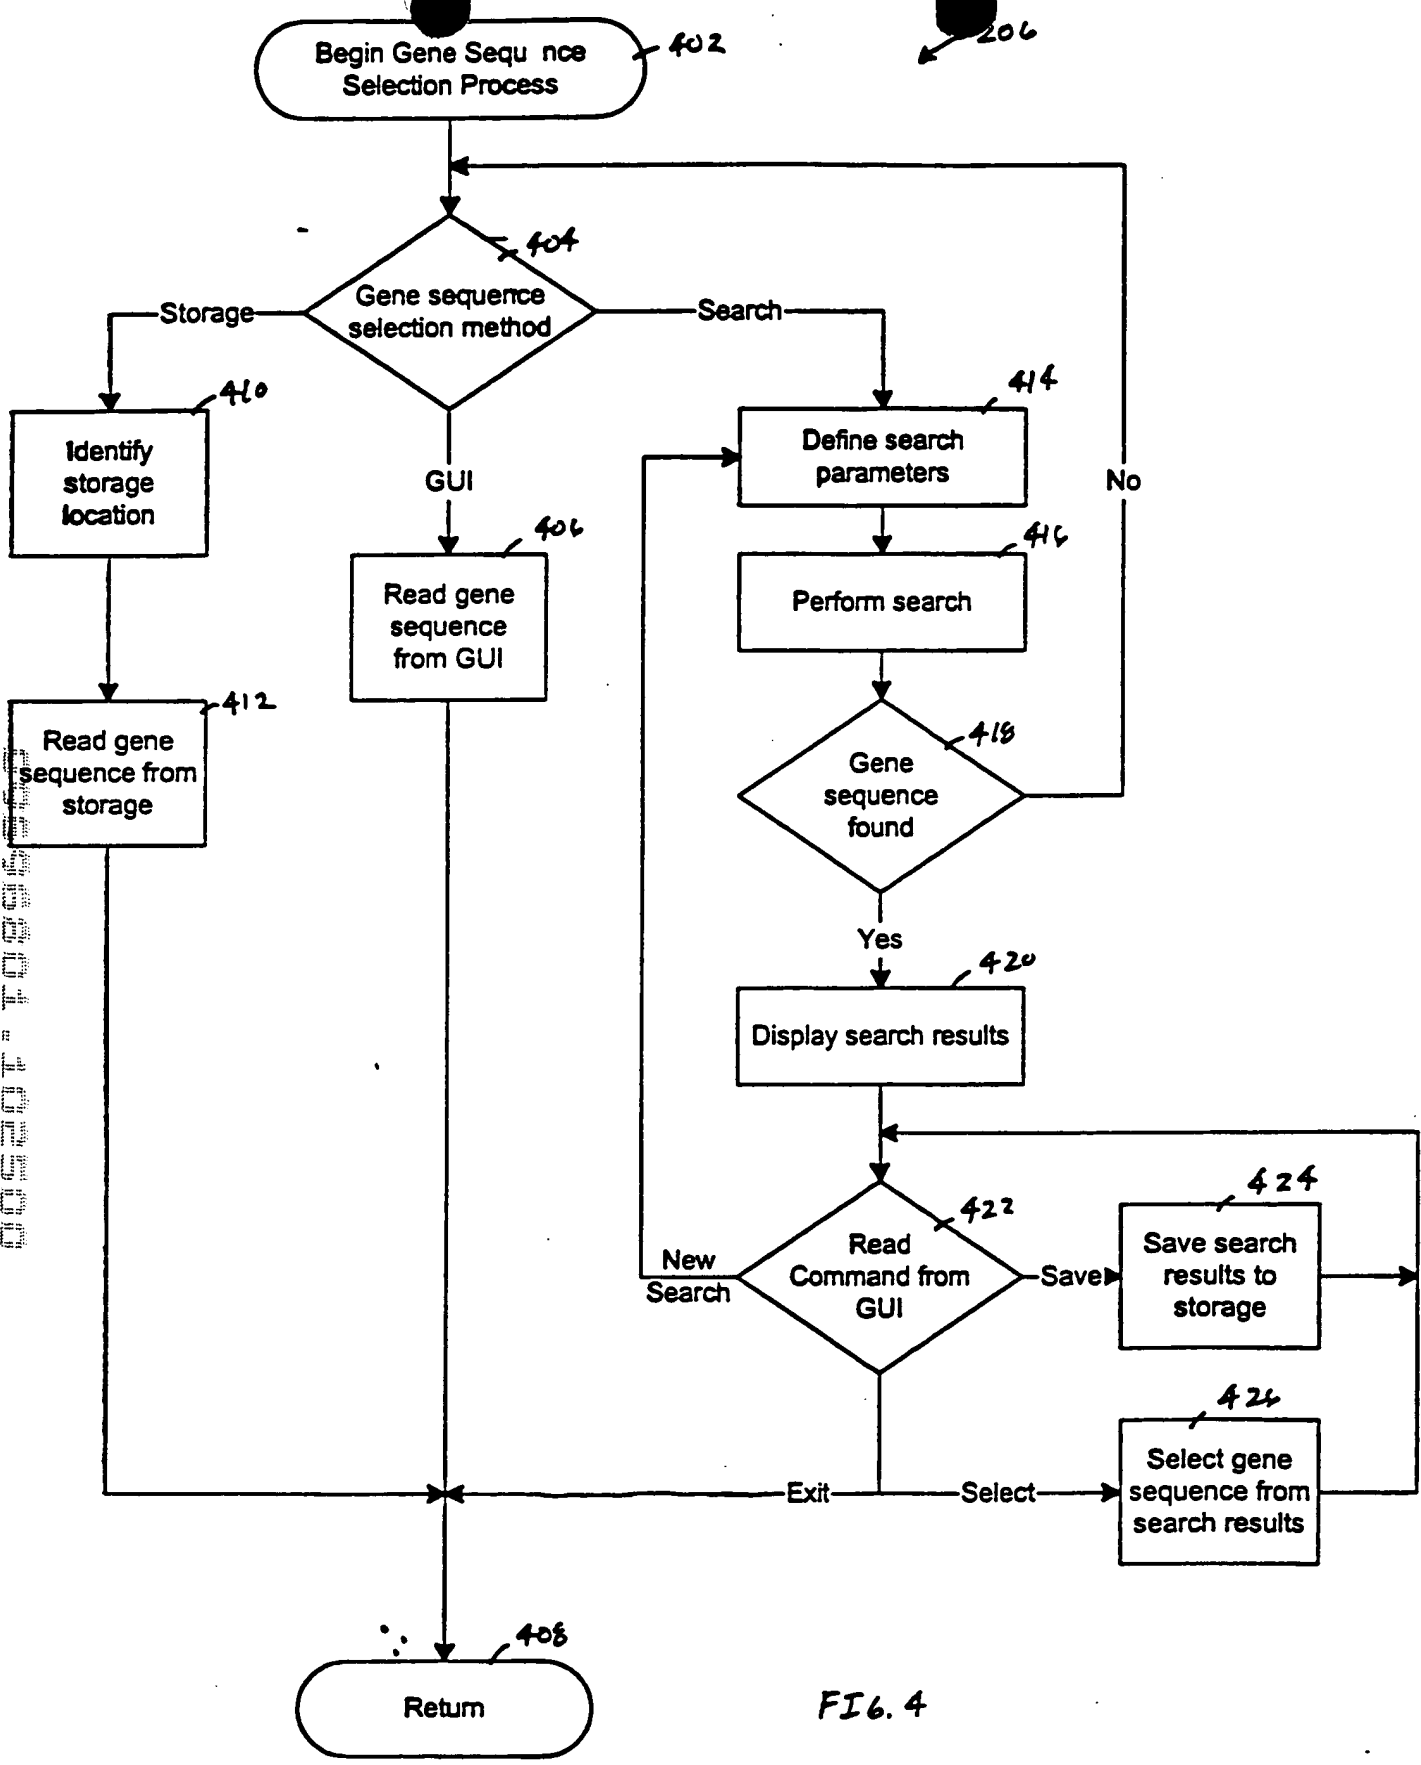 Begin Gene Sequ nce
Selection Process
402
206
404
Gene sequence
selection method
Storage
Search
GUI
410
Identify
storage
location
406
Read gene
sequence
from GUI
412
Read gene
sequence from
storage
414
Define search
parameters
416
Perform search
No
418
Gene
sequence
found
Yes
420
Display search results
422
Read
Command from
GUI
New
Search
Save
424
Save search
results to
storage
426
Select gene
sequence from
search results
Exit
Select
408
Return
FIG. 4